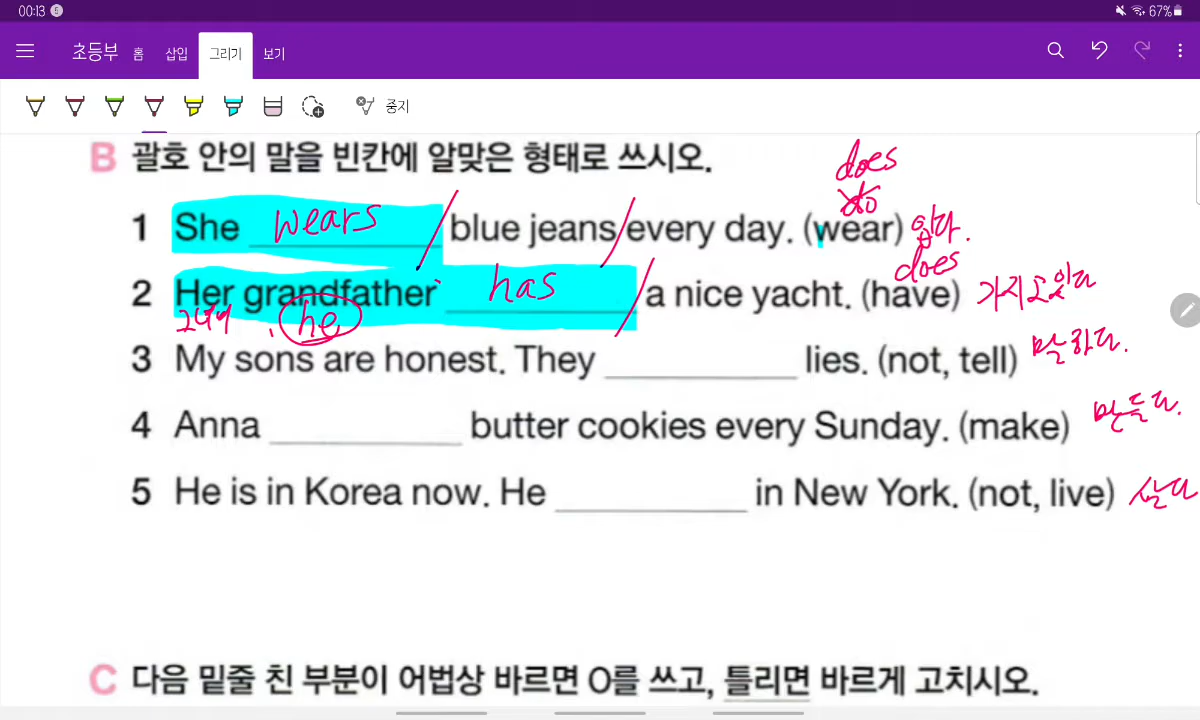 00:13
67%
초등부 홈 삽입 그리기 보기
중지
B 괄호 안의 말을 빈칸에 알맞은 형태로 쓰시오.
does
do
1 She wears blue jeans every day. (wear) 입다.
does
2 Her grandfather has a nice yacht. (have) 가지고있다
그녀의 he
3 My sons are honest. They ____ lies. (not, tell) 말하다.
4 Anna ____ butter cookies every Sunday. (make) 만들다.
5 He is in Korea now. He ____ in New York. (not, live) 살다
C 다음 밑줄 친 부분이 어법상 바르면 O를 쓰고, 틀리면 바르게 고치시오.